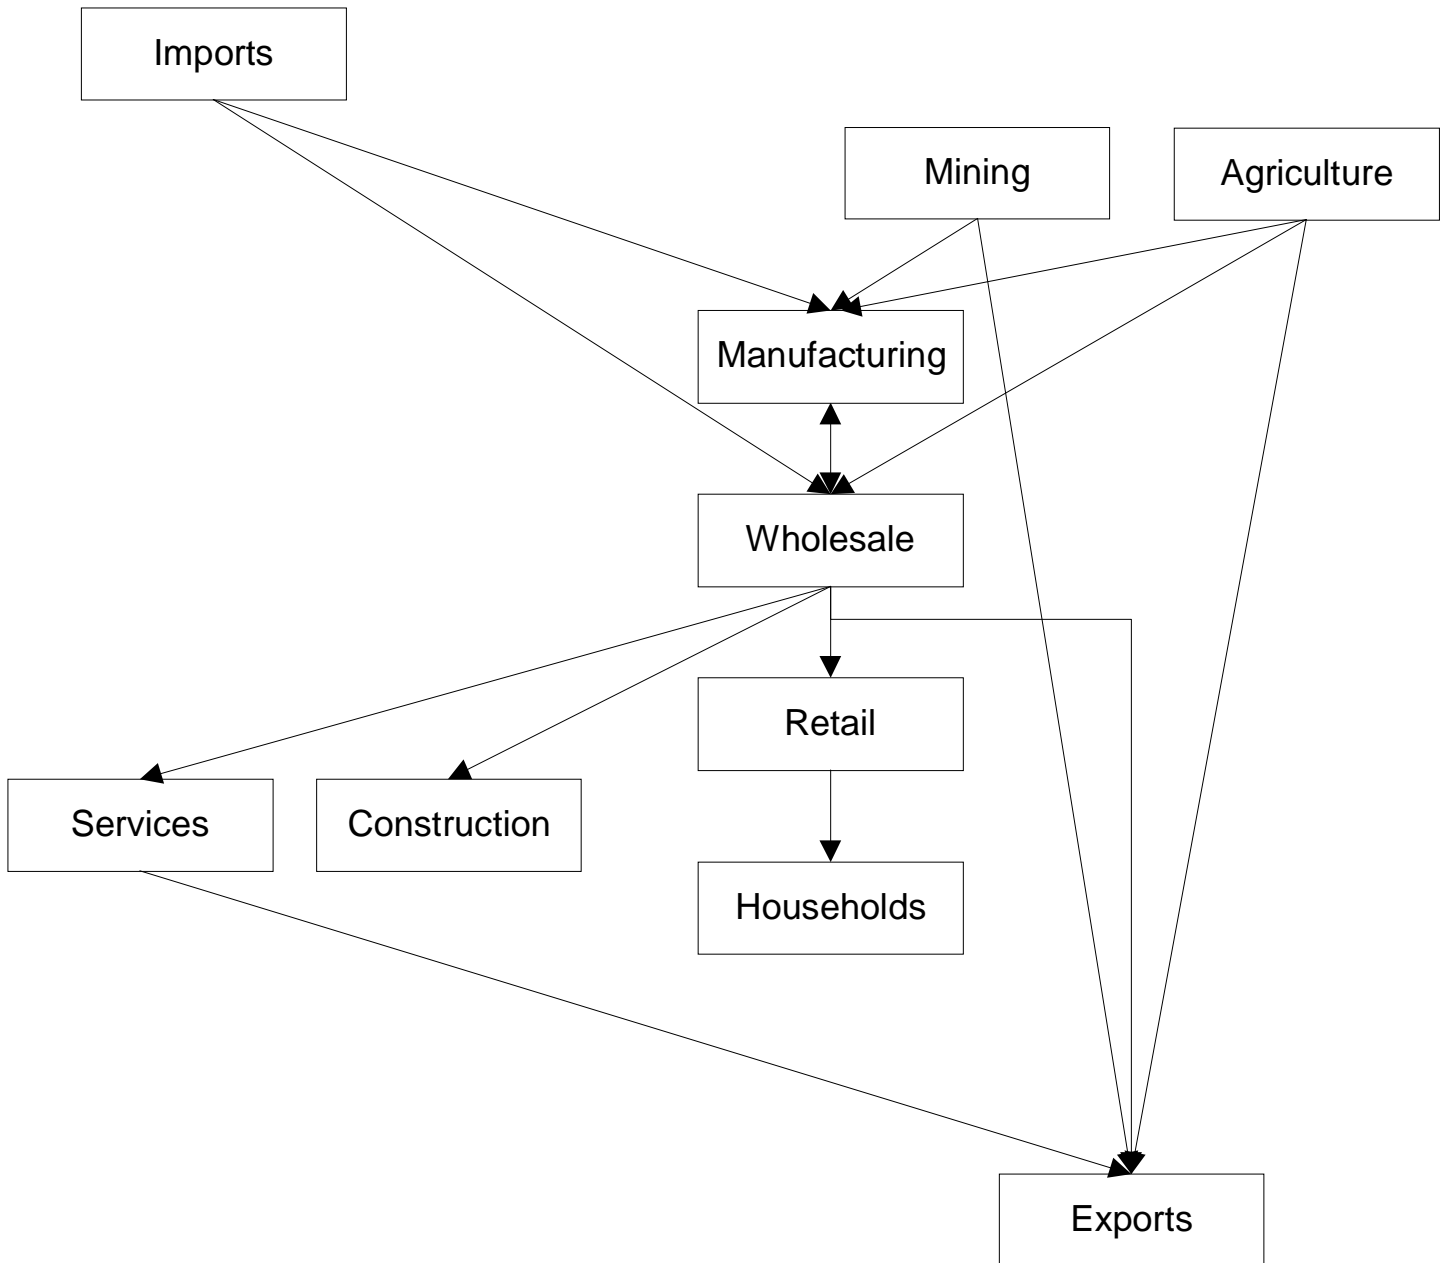 Imports
Mining
Agriculture
Manufacturing
Wholesale
Retail
Services
Construction
Households
Exports